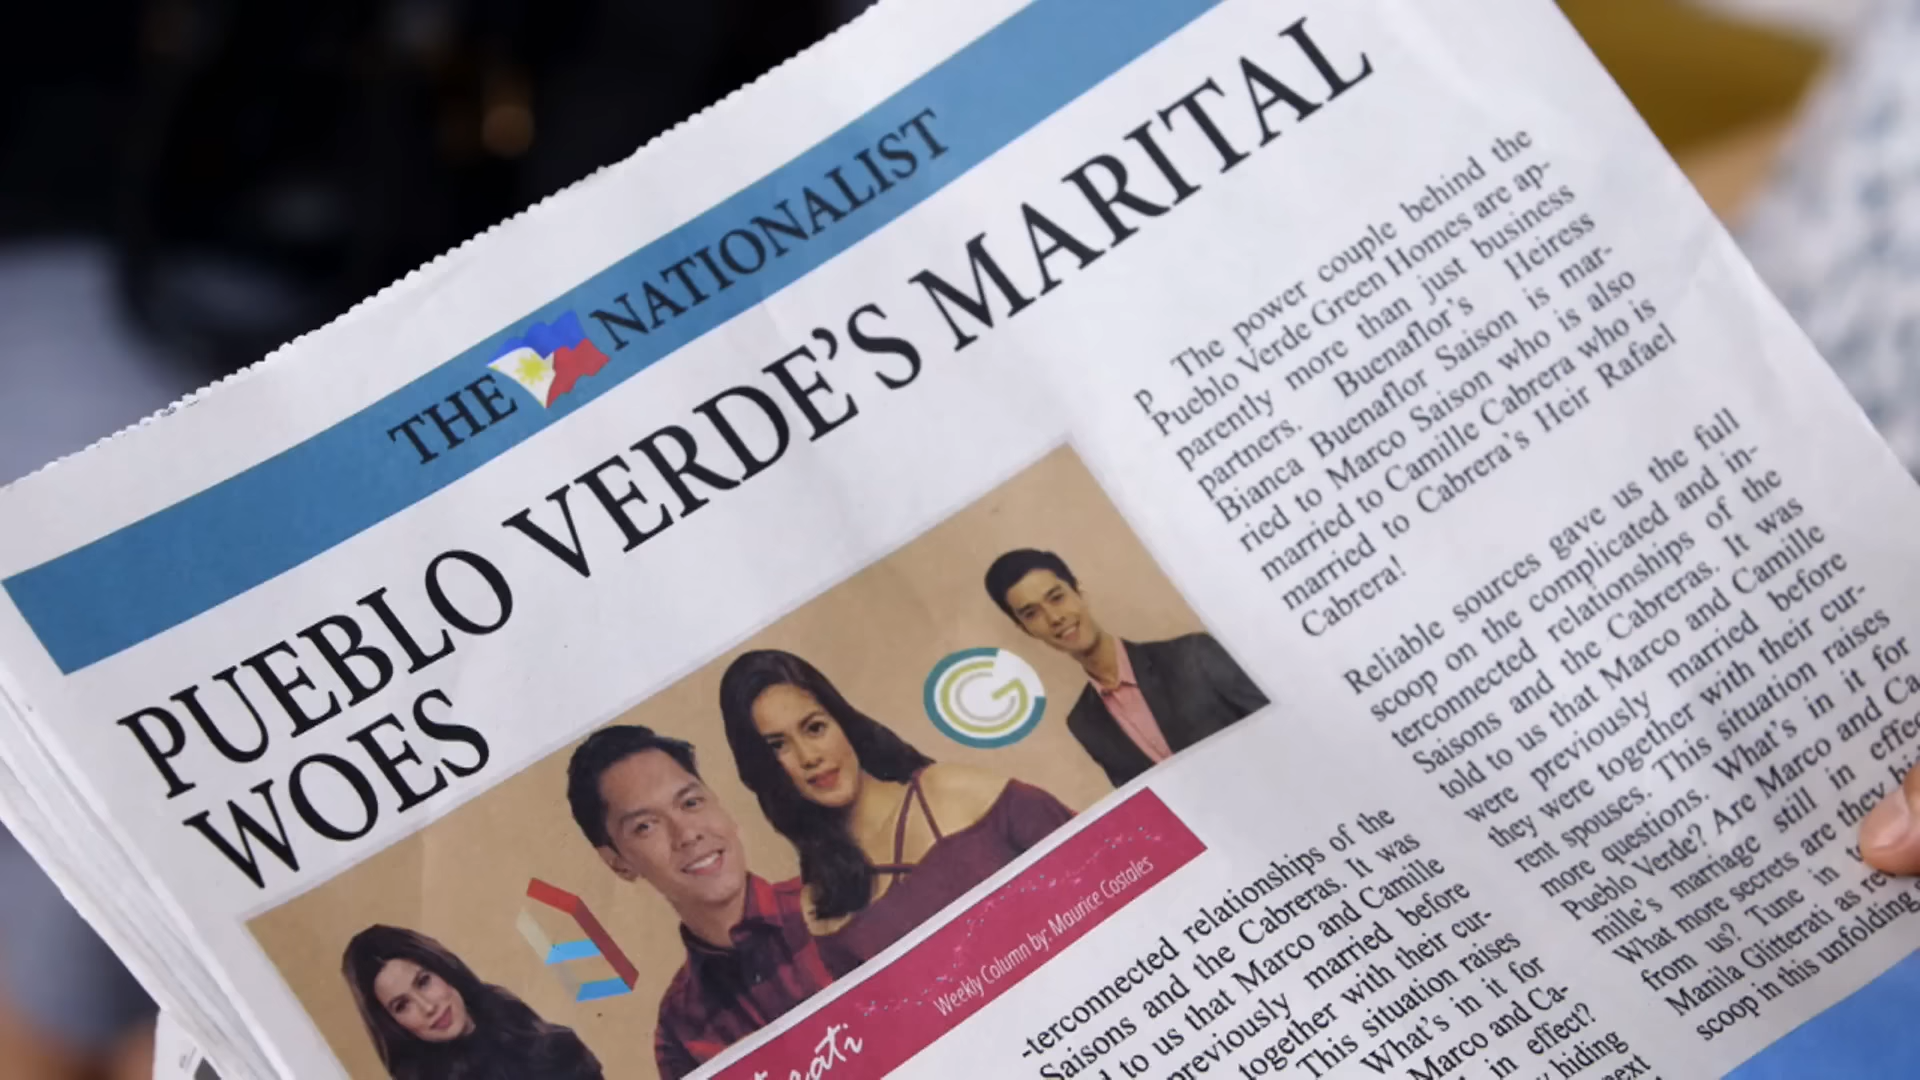 THE NATIONALIST
PUEBLO VERDE'S MARITAL
WOES
Weekly Column by: Maurice Costales
-terconnected relationships of the
Saisons and the Cabreras. It was
to us that Marco and Camille
previously married before
together with their cur-
This situation raises
What's in it for
Marco and Ca-
in effect?
hiding
next
P The power couple behind the
Pueblo Verde Green Homes are ap-
parently more than just business
partners. Buenaflor's Heiress
Bianca Buenaflor Saison is mar-
ried to Marco Saison who is also
married to Camille Cabrera who is
married to Cabrera's Heir Rafael
Cabrera!
Reliable sources gave us the full
scoop on the complicated and in-
terconnected relationships of the
Saisons and the Cabreras. It was
told to us that Marco and Camille
were previously married before
they were together with their cur-
rent spouses. This situation raises
more questions. What's in it for
Pueblo Verde? Are Marco and Ca-
mille's marriage still in effect
What more secrets are they
from us? Tune in
Manila Glitterati as
scoop in this unfolding